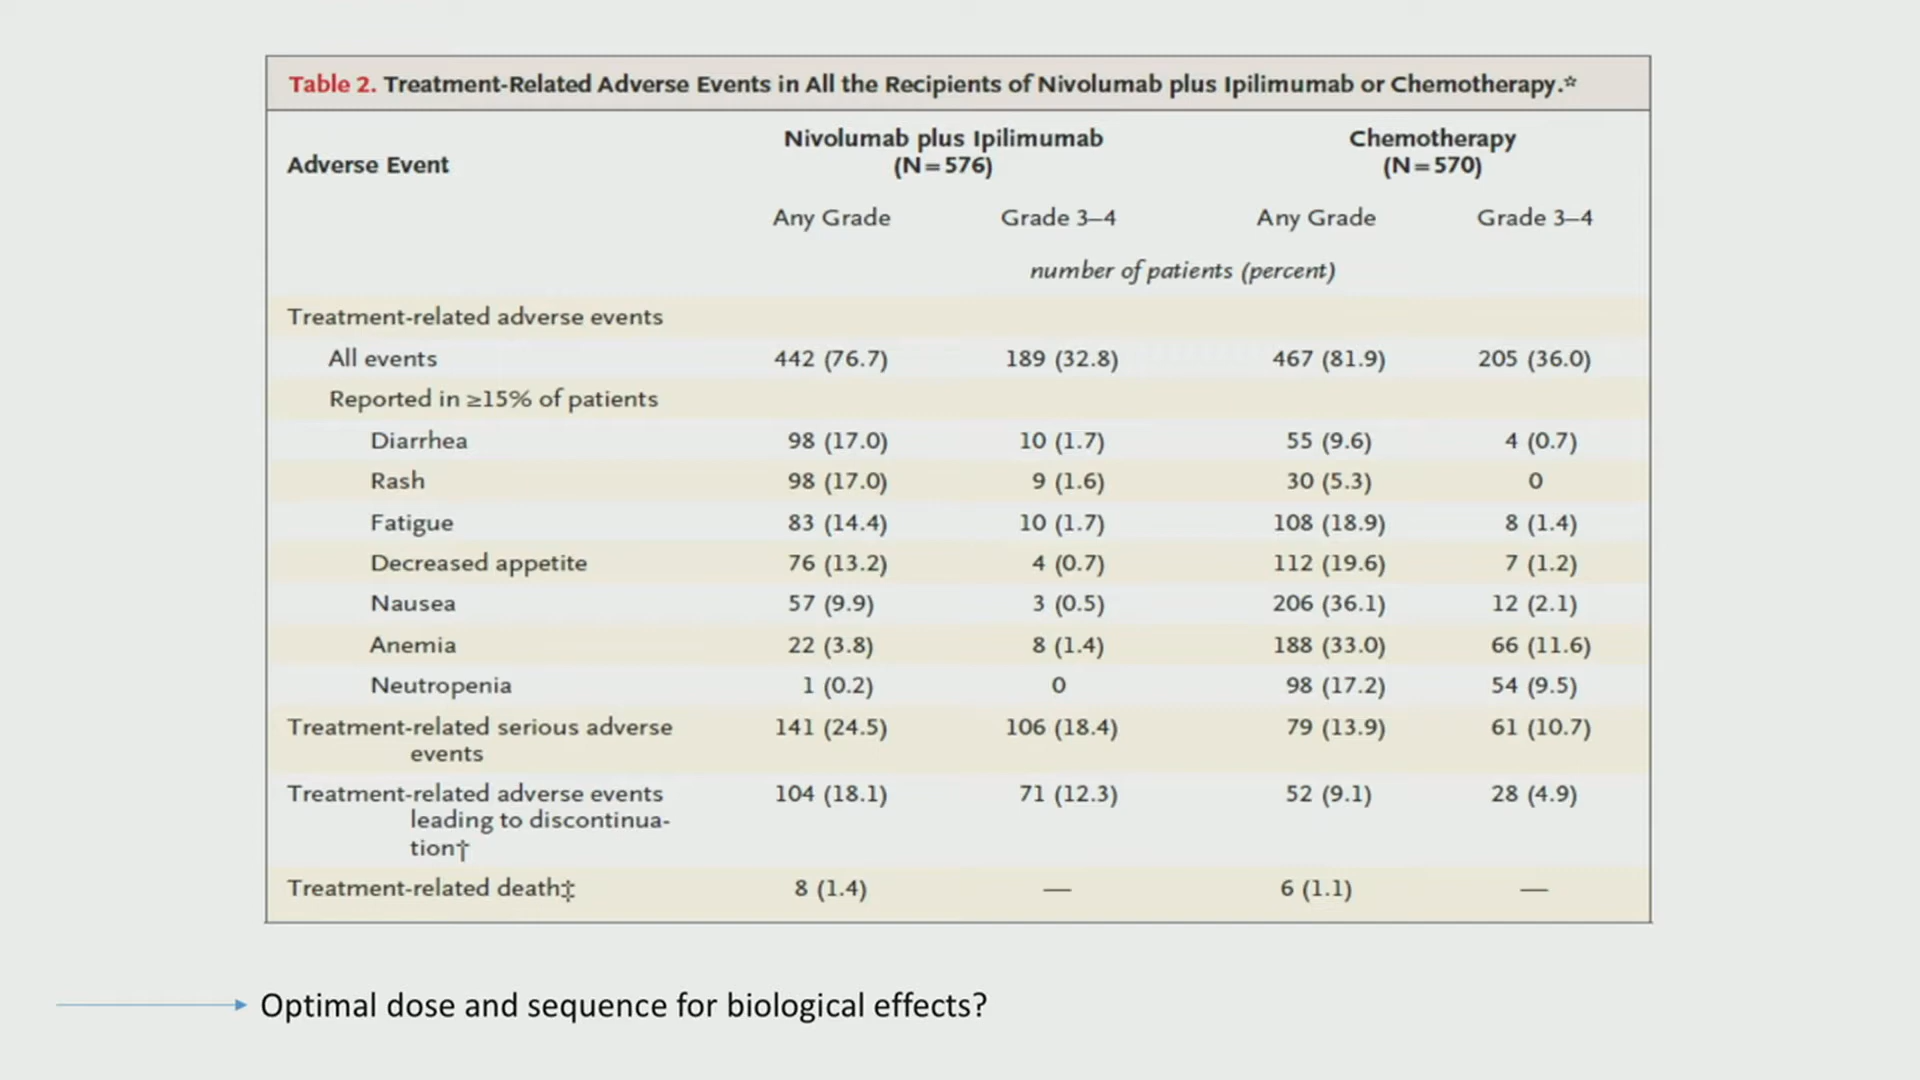 Table 2. Treatment-Related Adverse Events in All the Recipients of Nivolumab plus Ipilimumab or Chemotherapy.*
Adverse Event
Nivolumab plus Ipilimumab
(N=576)
Chemotherapy
(N=570)
Any Grade Grade 3–4 Any Grade Grade 3–4
number of patients (percent)
Treatment-related adverse events
All events 442 (76.7) 189 (32.8) 467 (81.9) 205 (36.0)
Reported in ≥15% of patients
Diarrhea 98 (17.0) 10 (1.7) 55 (9.6) 4 (0.7)
Rash 98 (17.0) 9 (1.6) 30 (5.3) 0
Fatigue 83 (14.4) 10 (1.7) 108 (18.9) 8 (1.4)
Decreased appetite 76 (13.2) 4 (0.7) 112 (19.6) 7 (1.2)
Nausea 57 (9.9) 3 (0.5) 206 (36.1) 12 (2.1)
Anemia 22 (3.8) 8 (1.4) 188 (33.0) 66 (11.6)
Neutropenia 1 (0.2) 0 98 (17.2) 54 (9.5)
Treatment-related serious adverse 141 (24.5) 106 (18.4) 79 (13.9) 61 (10.7)
events
Treatment-related adverse events 104 (18.1) 71 (12.3) 52 (9.1) 28 (4.9)
leading to discontinua-
tion†
Treatment-related death‡ 8 (1.4) — 6 (1.1) —
Optimal dose and sequence for biological effects?